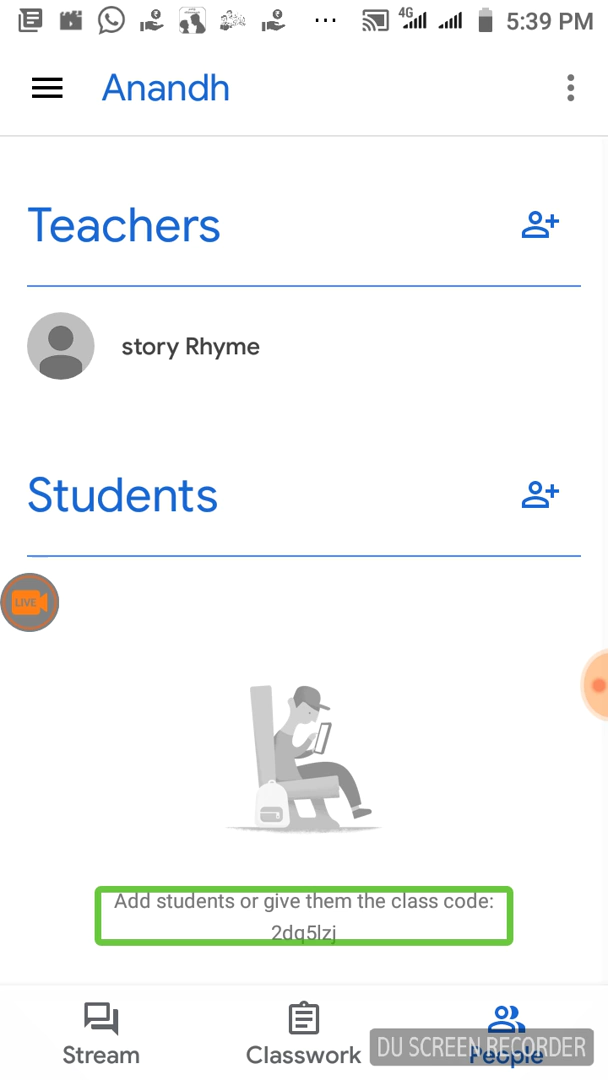 4G 5:39 PM
Anandh
Teachers
story Rhyme
Students
LIVE
Add students or give them the class code:
2dq5lzj
Stream
Classwork
People
DU SCREEN RECORDER